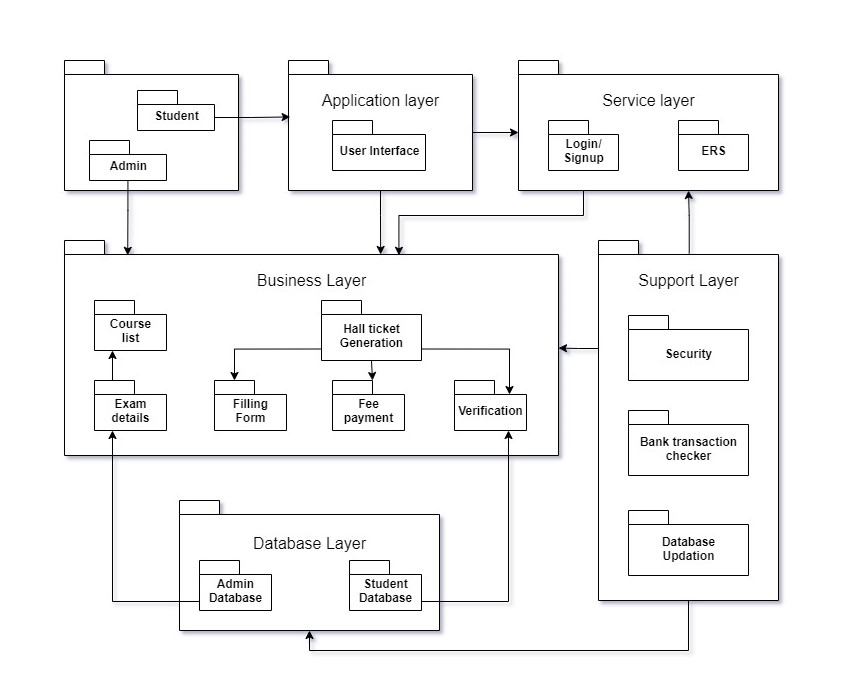 Student
Admin
Application layer
User Interface
Service layer
Login/
Signup
ERS
Business Layer
Course
list
Hall ticket
Generation
Exam
details
Filling
Form
Fee
payment
Verification
Support Layer
Security
Bank transaction
checker
Database
Updation
Database Layer
Admin
Database
Student
Database